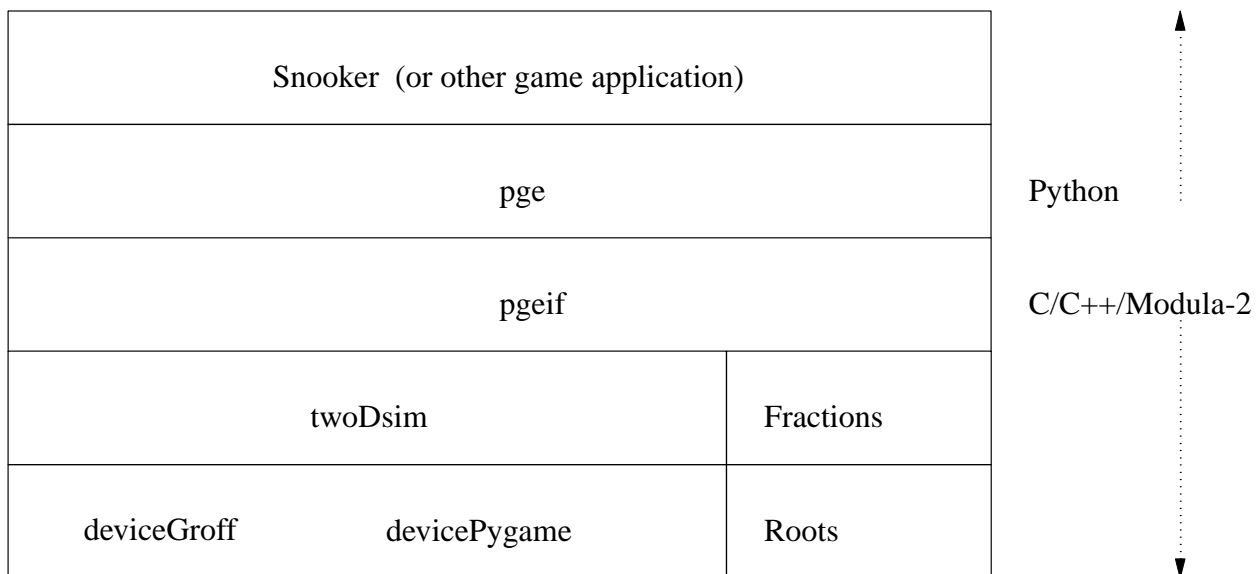 Snooker (or other game application)
pge
Python
pgeif
C/C++/Modula-2
twoDsim
Fractions
deviceGroff
devicePygame
Roots